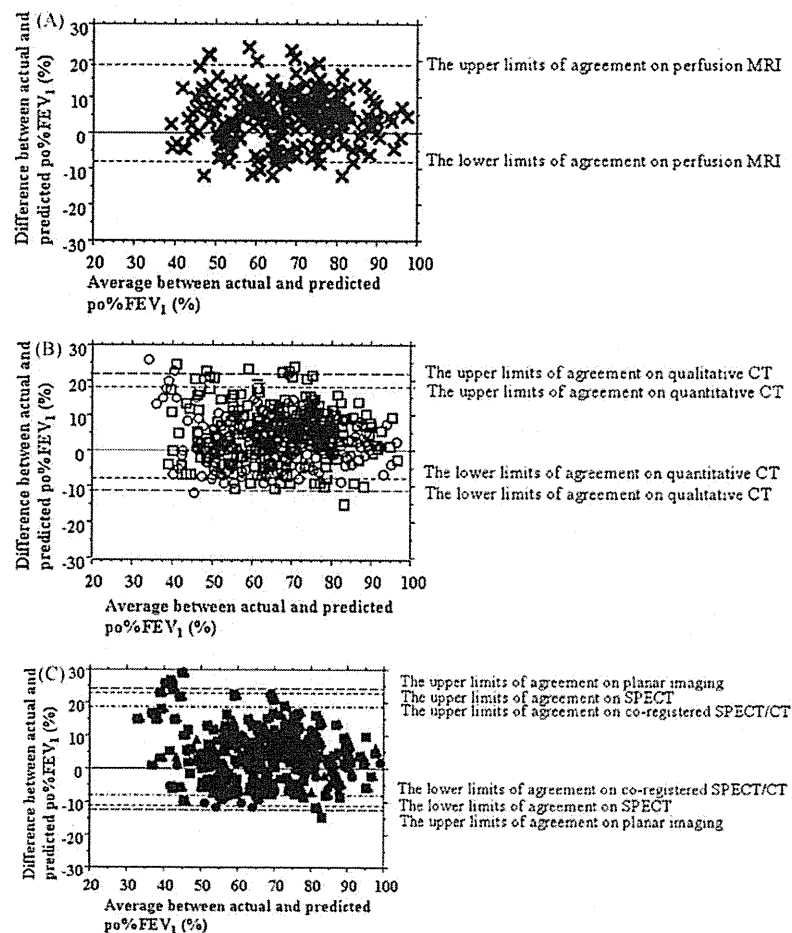 (A)
Difference between actual and
predicted po%FEV1 (%)
30
20
10
0
-10
-20
-30
20 30 40 50 60 70 80 90 100
Average between actual and predicted
po%FEV1 (%)
The upper limits of agreement on perfusion MRI
The lower limits of agreement on perfusion MRI
(B)
Difference between actual and
predicted po%FEV1 (%)
30
20
10
0
-10
-20
-30
20 30 40 50 60 70 80 90 100
Average between actual and predicted
po%FEV1 (%)
The upper limits of agreement on qualitative CT
The upper limits of agreement on quantitative CT
The lower limits of agreement on quantitative CT
The lower limits of agreement on qualitative CT
(C)
Difference between actual and
predicted po%FEV1 (%)
30
20
10
0
-10
-20
-30
20 30 40 50 60 70 80 90 100
Average between actual and predicted
po%FEV1 (%)
The upper limits of agreement on planar imaging
The upper limits of agreement on SPECT
The upper limits of agreement on co-registered SPECT/CT
The lower limits of agreement on co-registered SPECT/CT
The lower limits of agreement on SPECT
The upper limits of agreement on planar imaging